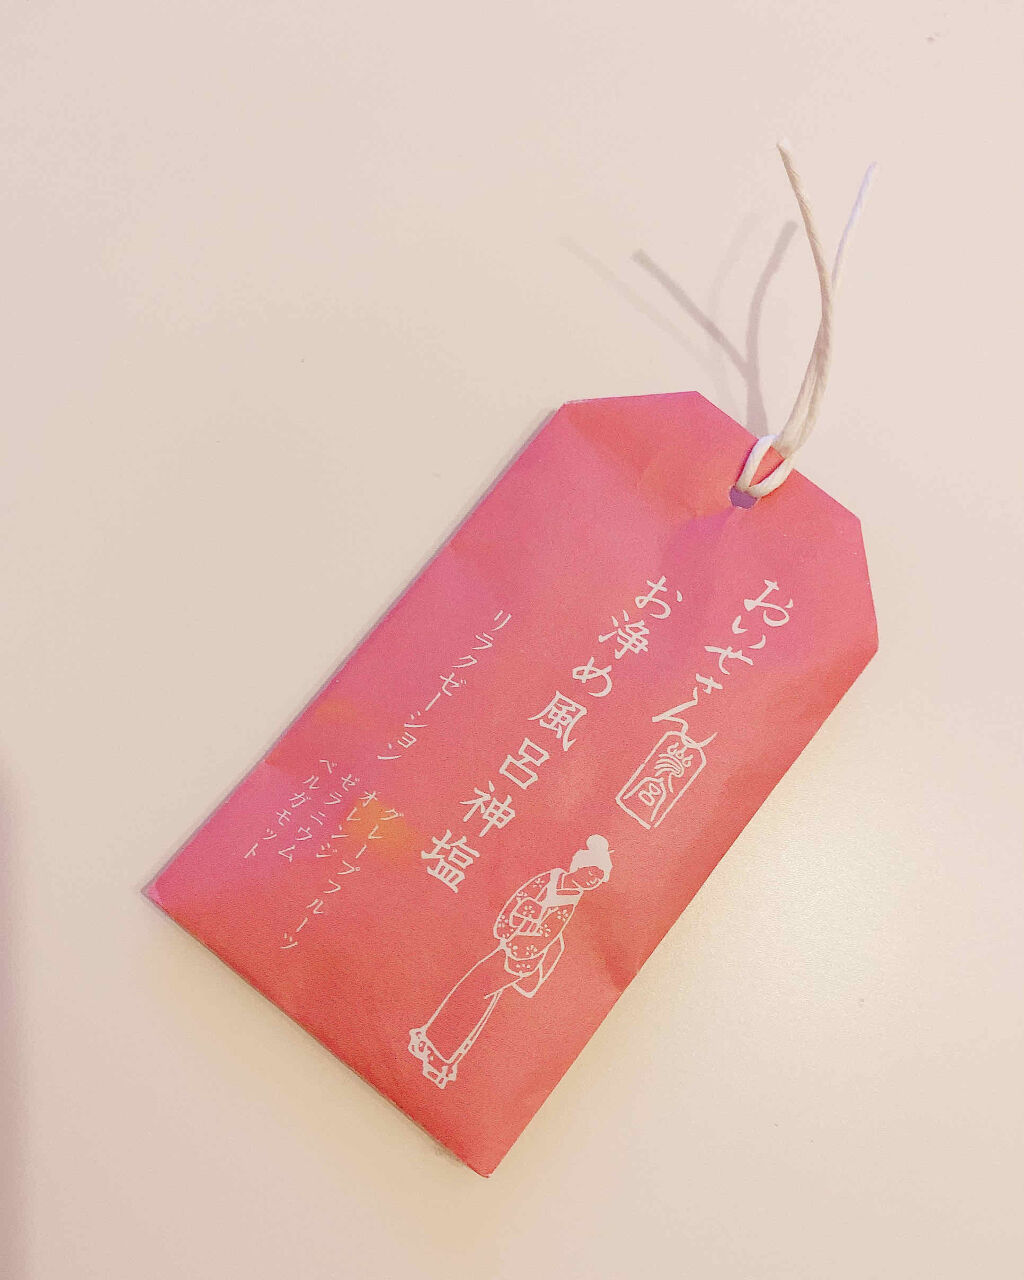 おいせさん
お浄め風呂神塩
リラクゼーション
グレープフルーツ
オレンジ
ゼラニウム
ベルガモット